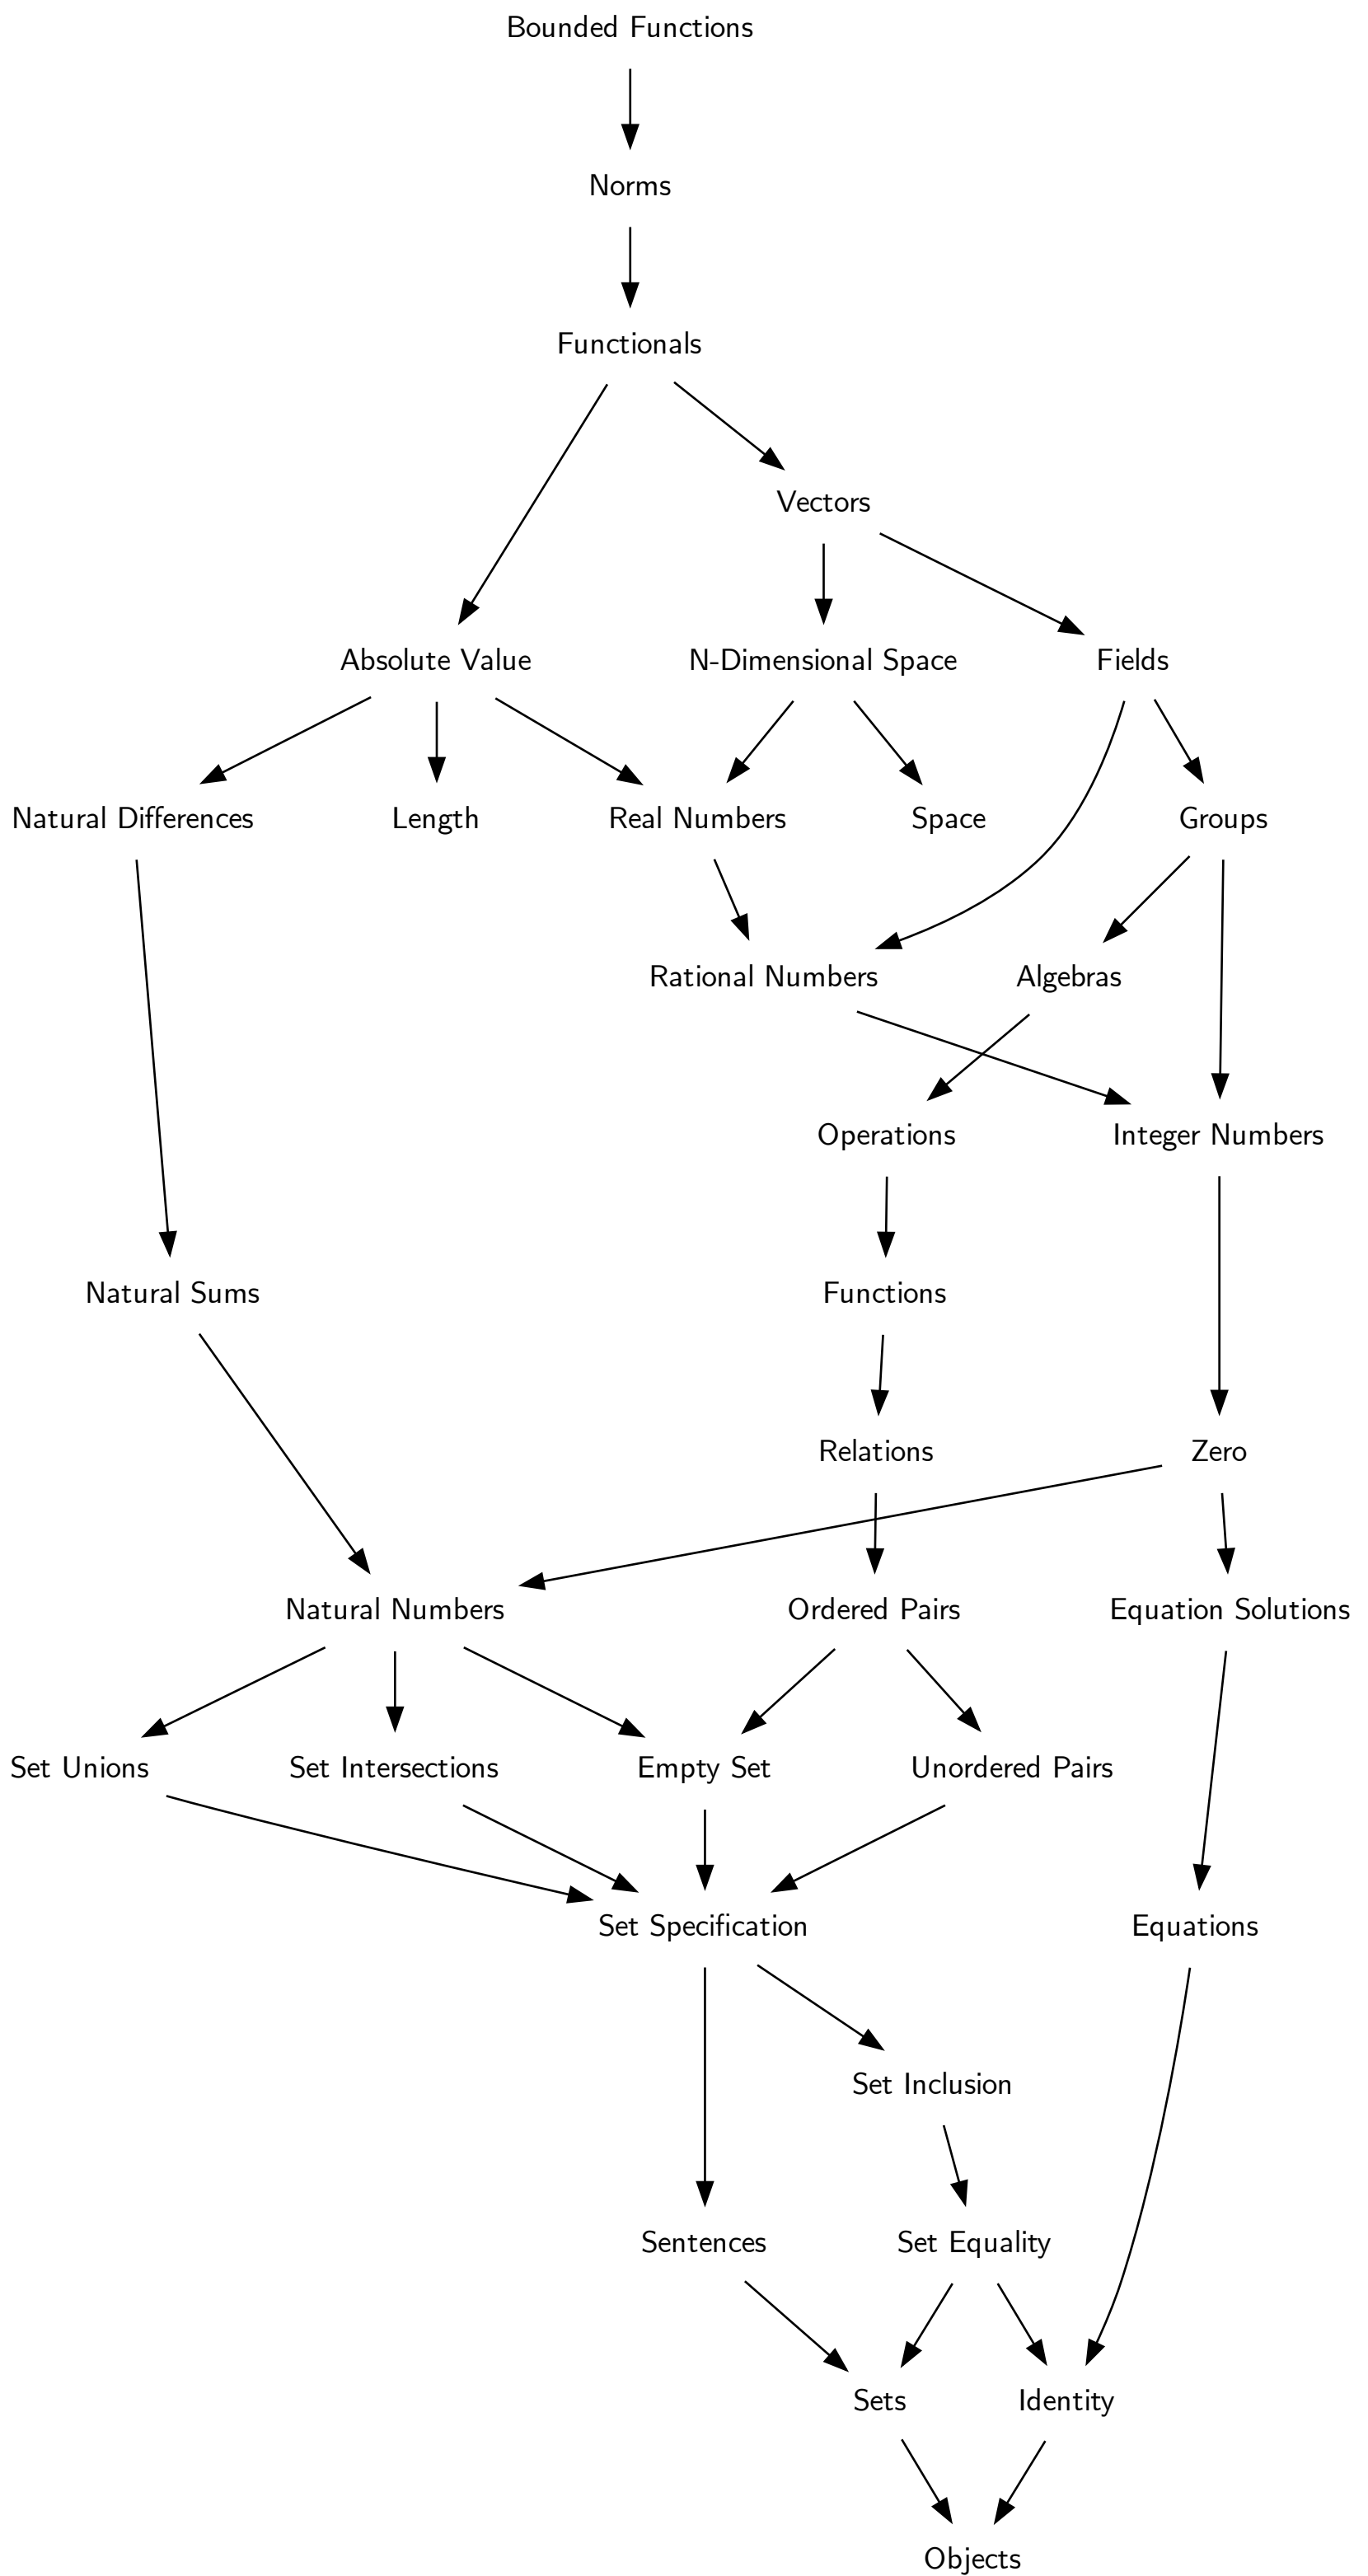 Bounded Functions
Norms
Functionals
Vectors
Absolute Value
N-Dimensional Space
Fields
Natural Differences
Length
Real Numbers
Space
Groups
Rational Numbers
Algebras
Operations
Integer Numbers
Natural Sums
Functions
Relations
Zero
Natural Numbers
Ordered Pairs
Equation Solutions
Set Unions
Set Intersections
Empty Set
Unordered Pairs
Set Specification
Equations
Set Inclusion
Sentences
Set Equality
Sets
Identity
Objects